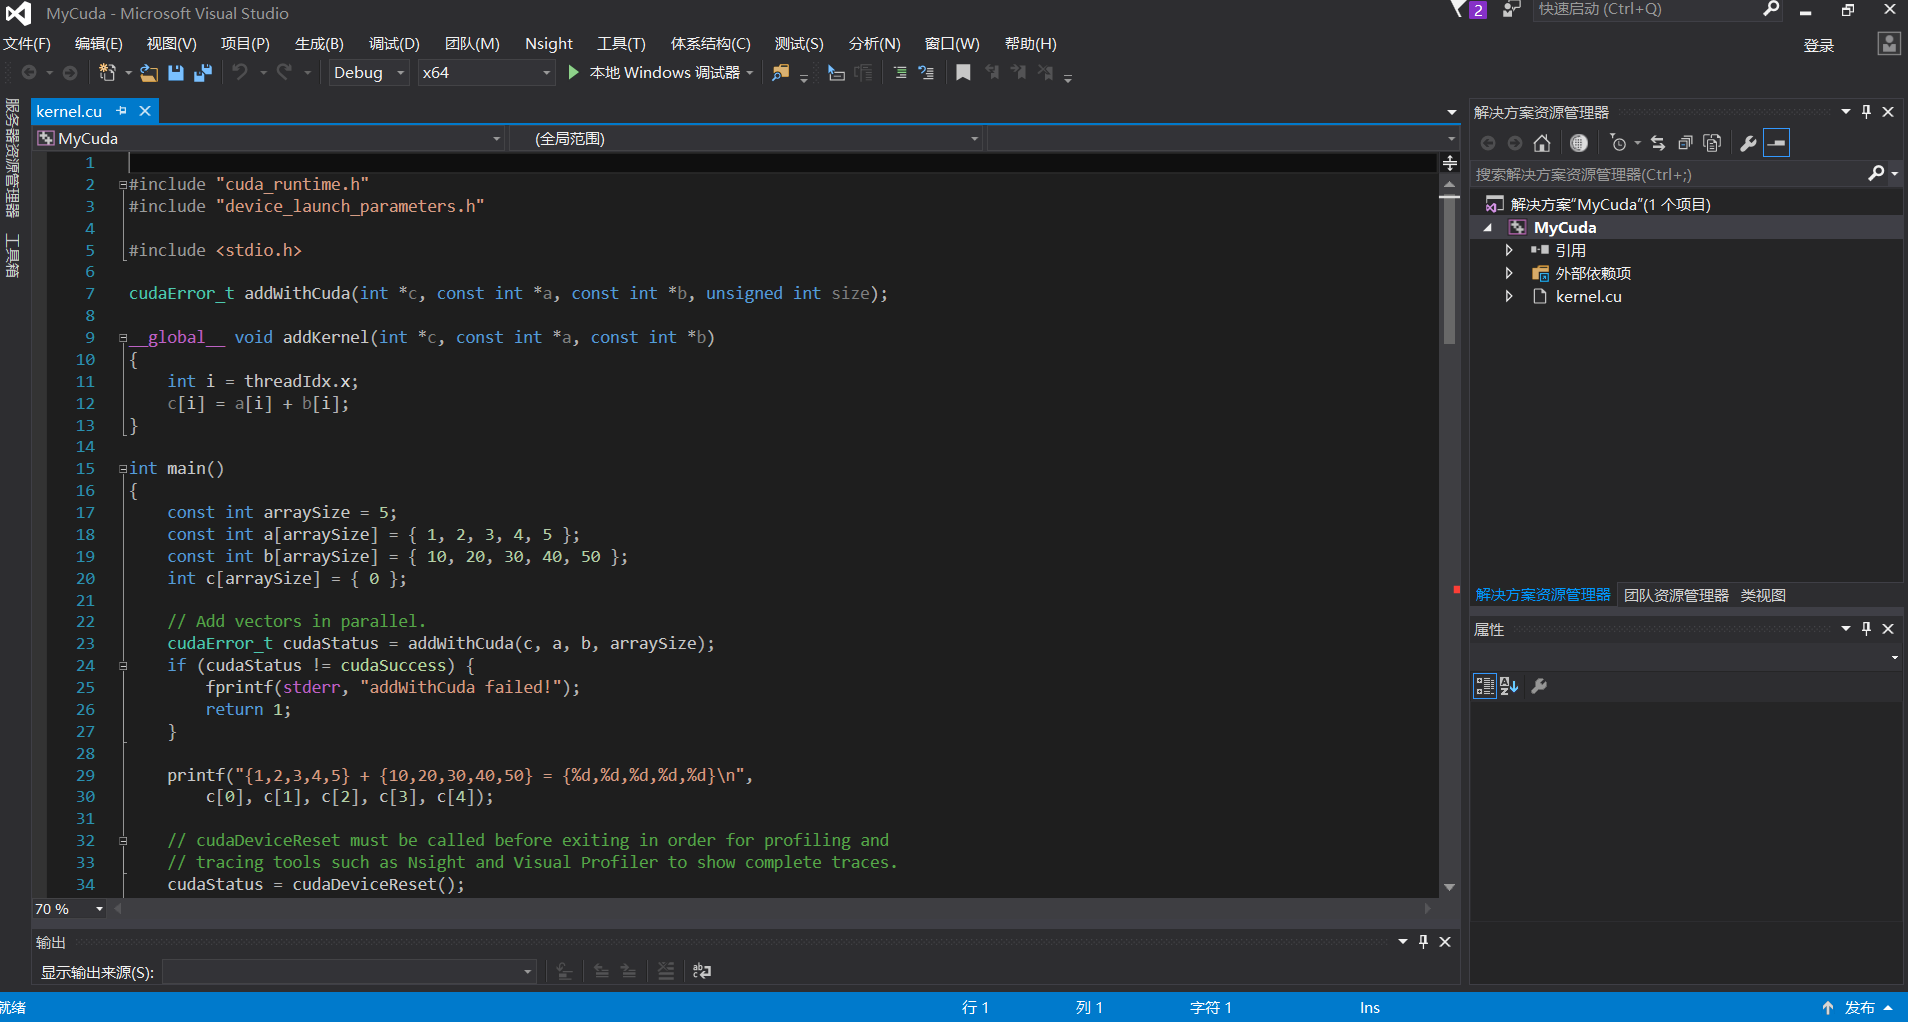 MyCuda - Microsoft Visual Studio
2
快速启动 (Ctrl+Q)
文件(F) 编辑(E) 视图(V) 项目(P) 生成(B) 调试(D) 团队(M) Nsight 工具(T) 体系结构(C) 测试(S) 分析(N) 窗口(W) 帮助(H)
登录
Debug x64 本地 Windows 调试器
服务器资源管理器
工具箱
kernel.cu
MyCuda (全局范围)
1
2 #include "cuda_runtime.h"
3 #include "device_launch_parameters.h"
4
5 #include <stdio.h>
6
7 cudaError_t addWithCuda(int *c, const int *a, const int *b, unsigned int size);
8
9 __global__ void addKernel(int *c, const int *a, const int *b)
10 {
11 int i = threadIdx.x;
12 c[i] = a[i] + b[i];
13 }
14
15 int main()
16 {
17 const int arraySize = 5;
18 const int a[arraySize] = { 1, 2, 3, 4, 5 };
19 const int b[arraySize] = { 10, 20, 30, 40, 50 };
20 int c[arraySize] = { 0 };
21
22 // Add vectors in parallel.
23 cudaError_t cudaStatus = addWithCuda(c, a, b, arraySize);
24 if (cudaStatus != cudaSuccess) {
25 fprintf(stderr, "addWithCuda failed!");
26 return 1;
27 }
28
29 printf("{1,2,3,4,5} + {10,20,30,40,50} = {%d,%d,%d,%d,%d}\n",
30 c[0], c[1], c[2], c[3], c[4]);
31
32 // cudaDeviceReset must be called before exiting in order for profiling and
33 // tracing tools such as Nsight and Visual Profiler to show complete traces.
34 cudaStatus = cudaDeviceReset();
70 %
输出
显示输出来源(S):
解决方案资源管理器
搜索解决方案资源管理器(Ctrl+;)
解决方案"MyCuda"(1 个项目)
MyCuda
引用
外部依赖项
kernel.cu
解决方案资源管理器 团队资源管理器 类视图
属性
就绪 行 1 列 1 字符 1 Ins 发布